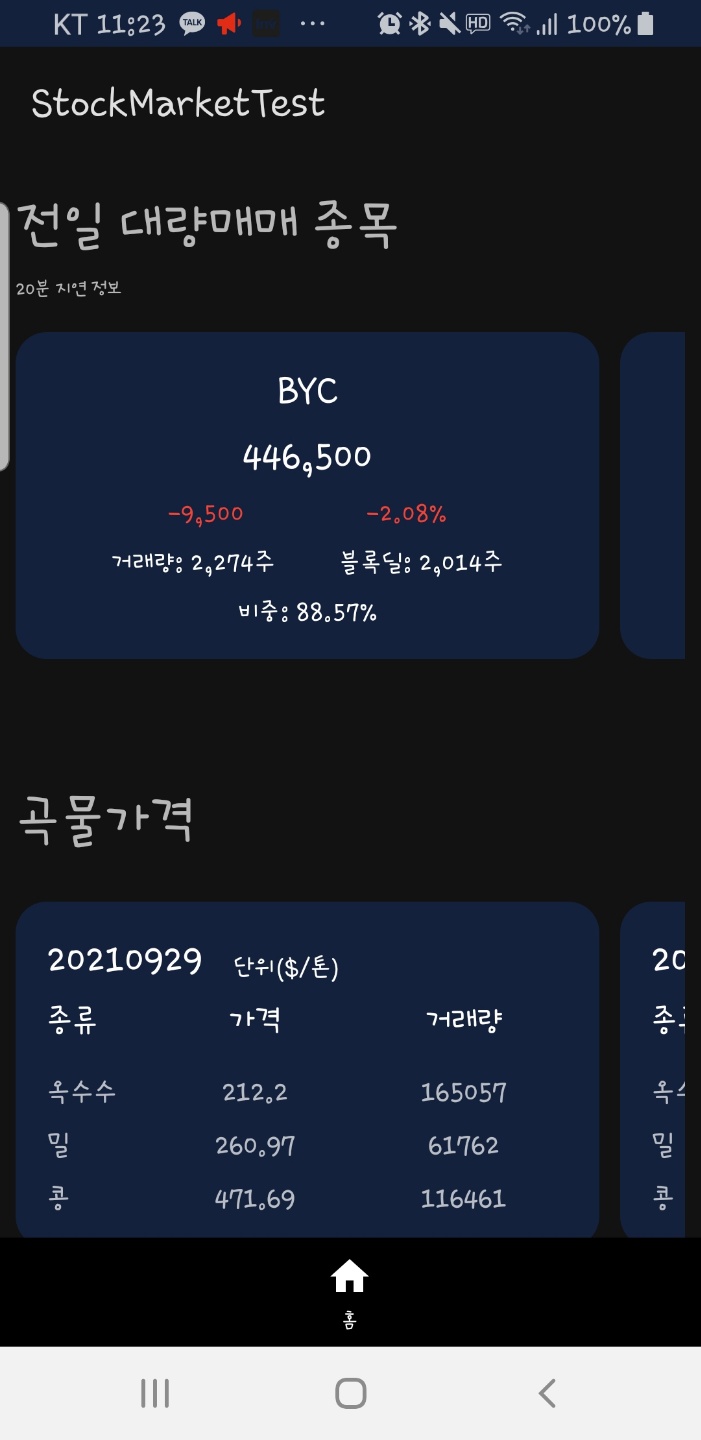 KT 11:23 TALK ... HD 100%
StockMarketTest
전일 대량매매 종목
20분 지연 정보
BYC
446,500
-9,500 -2.08%
거래량: 2,274주 블록딜: 2,014주
비중: 88.57%
곡물가격
20210929 단위($/톤) 20
종류 가격 거래량 종
옥수수 212.2 165057 옥
밀 260.97 61762 밀
콩 471.69 116461 콩
홈